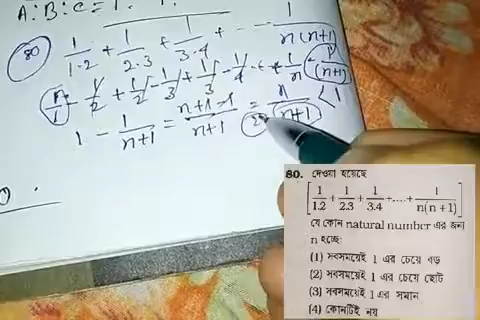 A:B:C = 1.
80 1/1·2 + 1/2·3 + 1/3·4 + - - - 1/n(n+1)
1/1 - 1/2 + 1/2 - 1/3 + 1/3 - 1/4 - + 1/n - 1/(n+1)
1 - 1/n+1 = n+1-1/n+1 = n/(n+1) < 1
80. দেওয়া হয়েছে
[1/1.2 + 1/2.3 + 1/3.4 + .... + 1/n(n+1)]
যে কোন natural number এর জন্য
n হচ্ছে:
(1) সবসময়েই 1 এর চেয়ে বড়
(2) সবসময়েই 1 এর চেয়ে ছোট
(3) সবসময়েই 1 এর সমান
(4) কোনটিই নয়